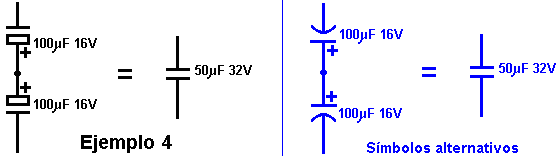 100µF 16V
+
=
50µF 32V
+
100µF 16V
Ejemplo 4
100µF 16V
+
=
50µF 32V
+
100µF 16V
Símbolos alternativos